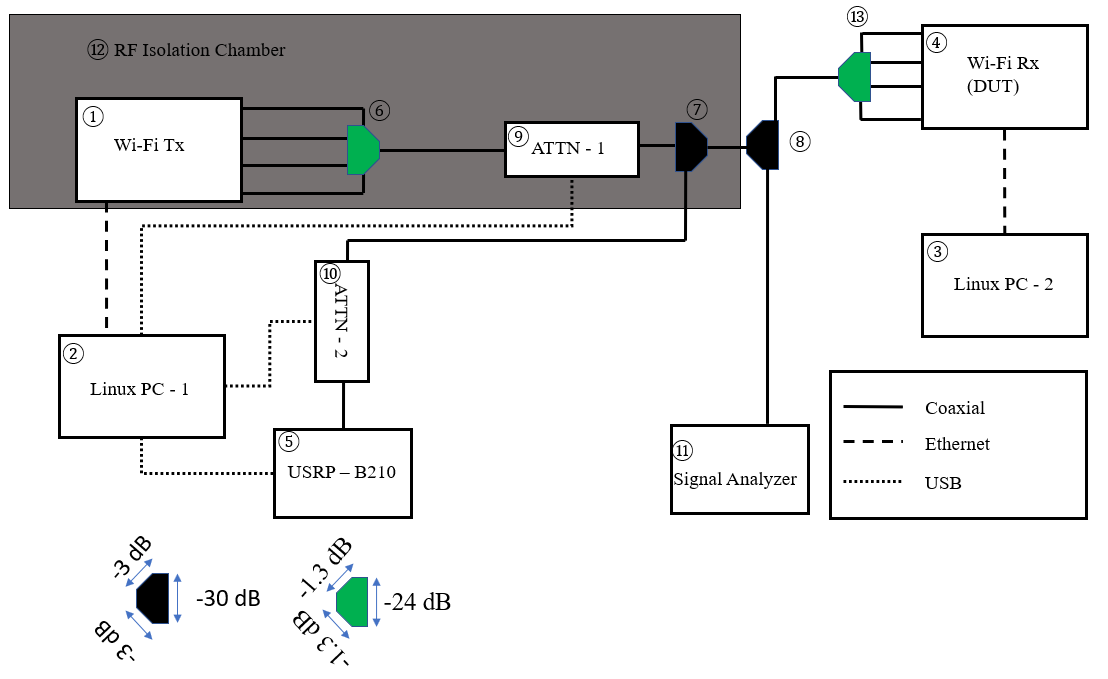 ⑫ RF Isolation Chamber
①
Wi-Fi Tx
⑥
⑨
ATTN - 1
⑦
⑧
⑬
④
Wi-Fi Rx
(DUT)
③
Linux PC - 2
⑩
ATTN - 2
②
Linux PC - 1
⑤
USRP – B210
⑪
Signal Analyzer
Coaxial
Ethernet
USB
-3 dB
-30 dB
-3 dB
-1.3 dB
-24 dB
-1.3 dB